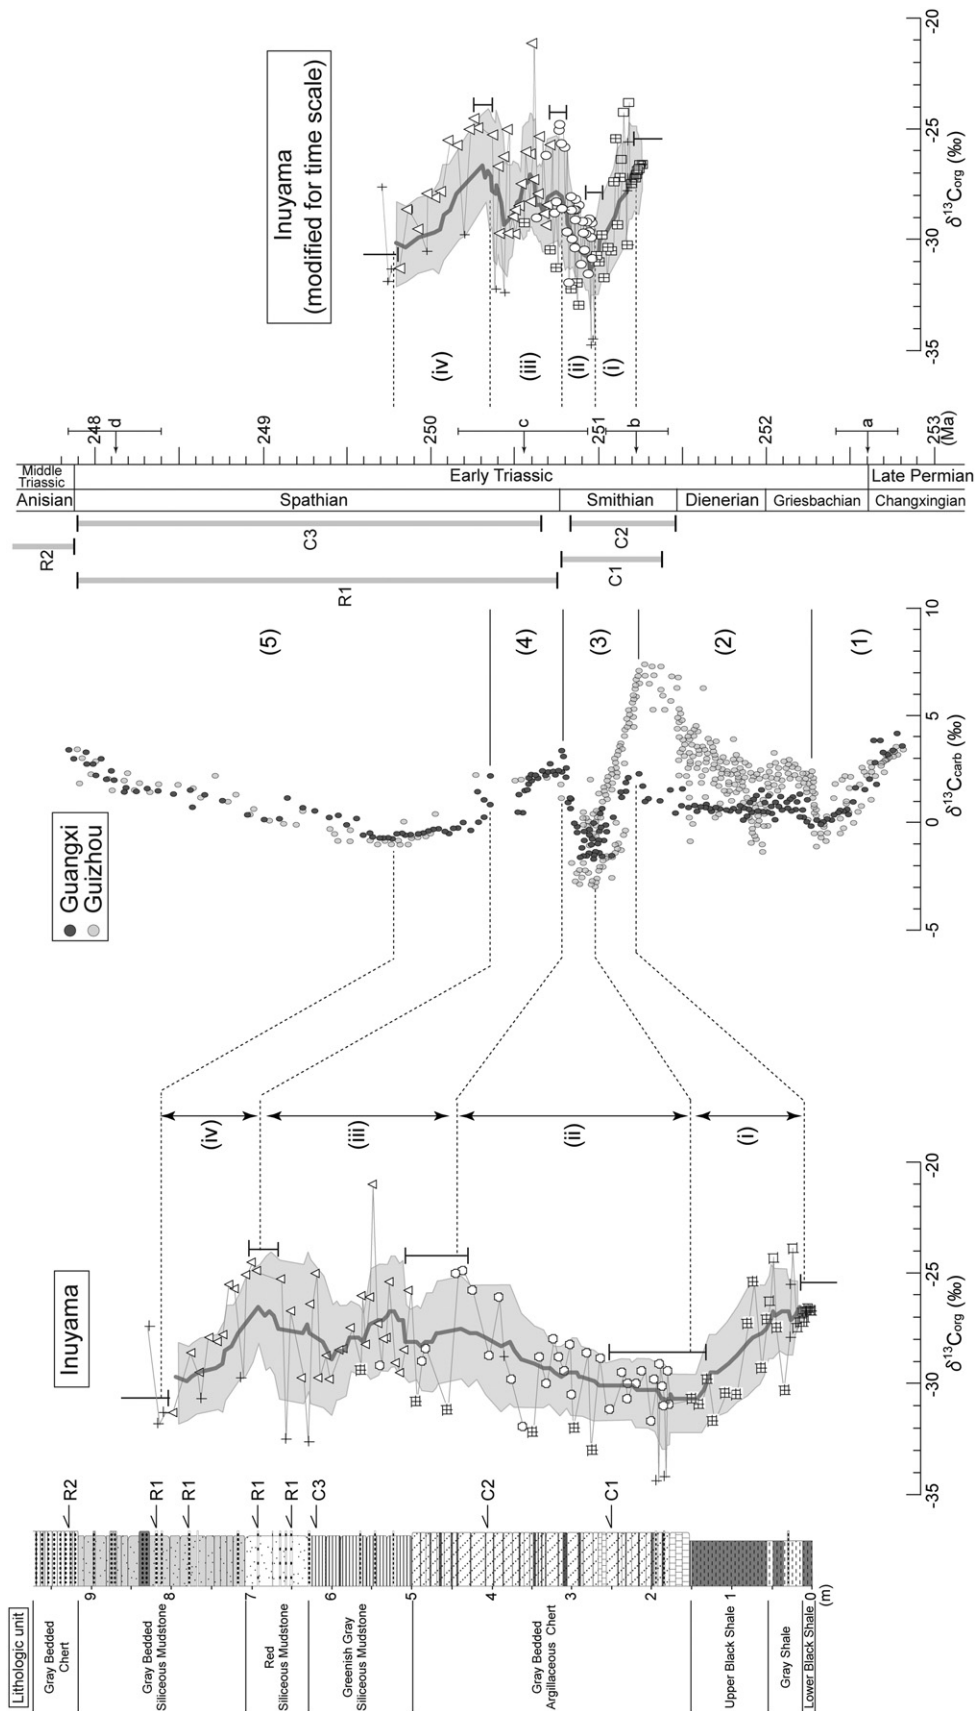 Lithologic unit
Gray Bedded
Chert
Gray Bedded
Siliceous Mudstone
Red
Siliceous Mudstone
Greenish Gray
Siliceous Mudstone
Gray Bedded
Argillaceous Chert
Upper Black Shale
Gray Shale
Lower Black Shale
9
8
7
6
5
4
3
2
1
0
(m)
R2
R1
R1
R1
R1
C3
C2
C1
Inuyama
-35
-30
-25
-20
δ13Corg (‰)
(iv)
(iii)
(ii)
(i)
Guangxi
Guizhou
-5
0
5
10
δ13Ccarb (‰)
(5)
(4)
(3)
(2)
(1)
R2
R1
C3
C1
C2
Anisian
Spathian
Smithian
Dienerian
Griesbachian
Changxingian
Middle
Triassic
Early Triassic
Late Permian
248
249
250
251
252
253
(Ma)
d
c
b
a
(iv)
(iii)
(ii)
(i)
Inuyama
(modified for time scale)
-35
-30
-25
-20
δ13Corg (‰)